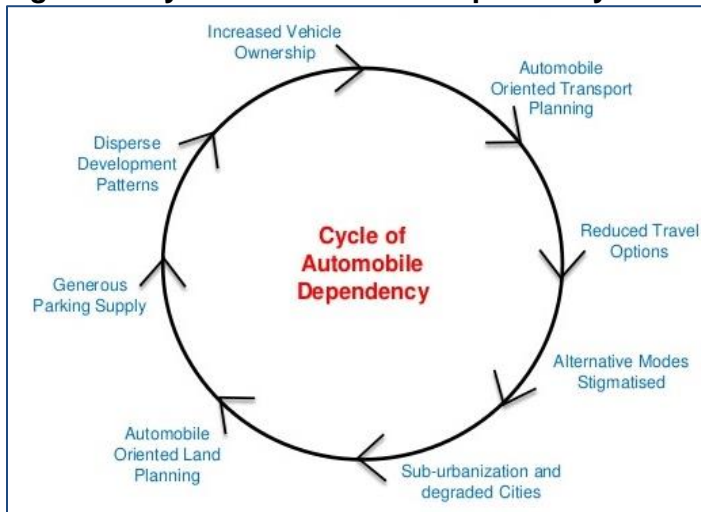 Increased Vehicle
Ownership
Automobile
Oriented Transport
Planning
Reduced Travel
Options
Alternative Modes
Stigmatised
Sub-urbanization and
degraded Cities
Automobile
Oriented Land
Planning
Generous
Parking Supply
Disperse
Development
Patterns
Cycle of
Automobile
Dependency